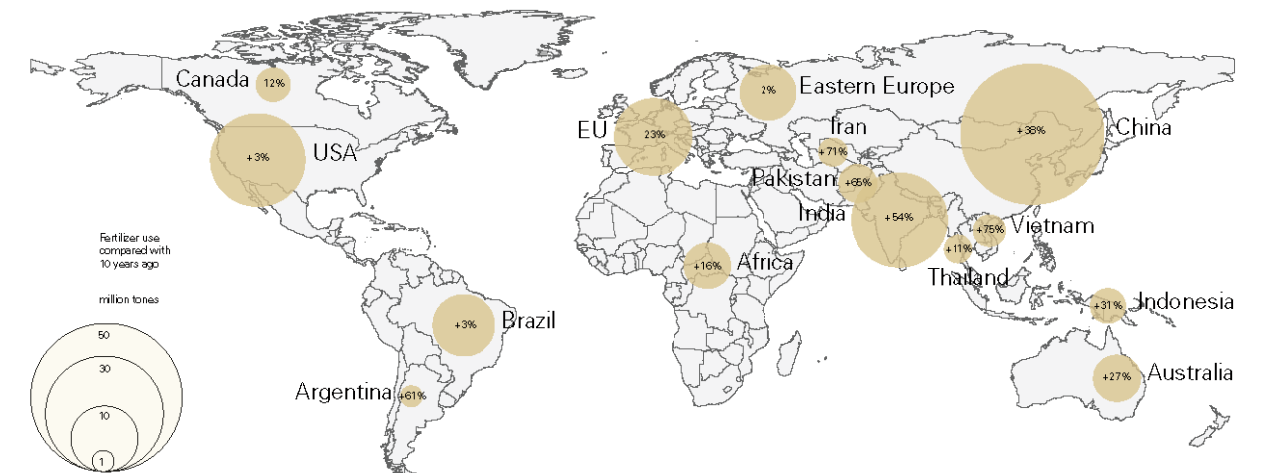 Canada
12%
USA
+3%
EU
23%
2%
Eastern Europe
Iran
+71%
+38%
China
Pakistan
+65%
India
+54%
Vietnam
+75%
+11%
Thailand
Africa
+16%
Indonesia
+31%
Brazil
+3%
Australia
+27%
Argentina
+61%
Fertilizer use
compared with
10 years ago
million tones
50
30
10
1